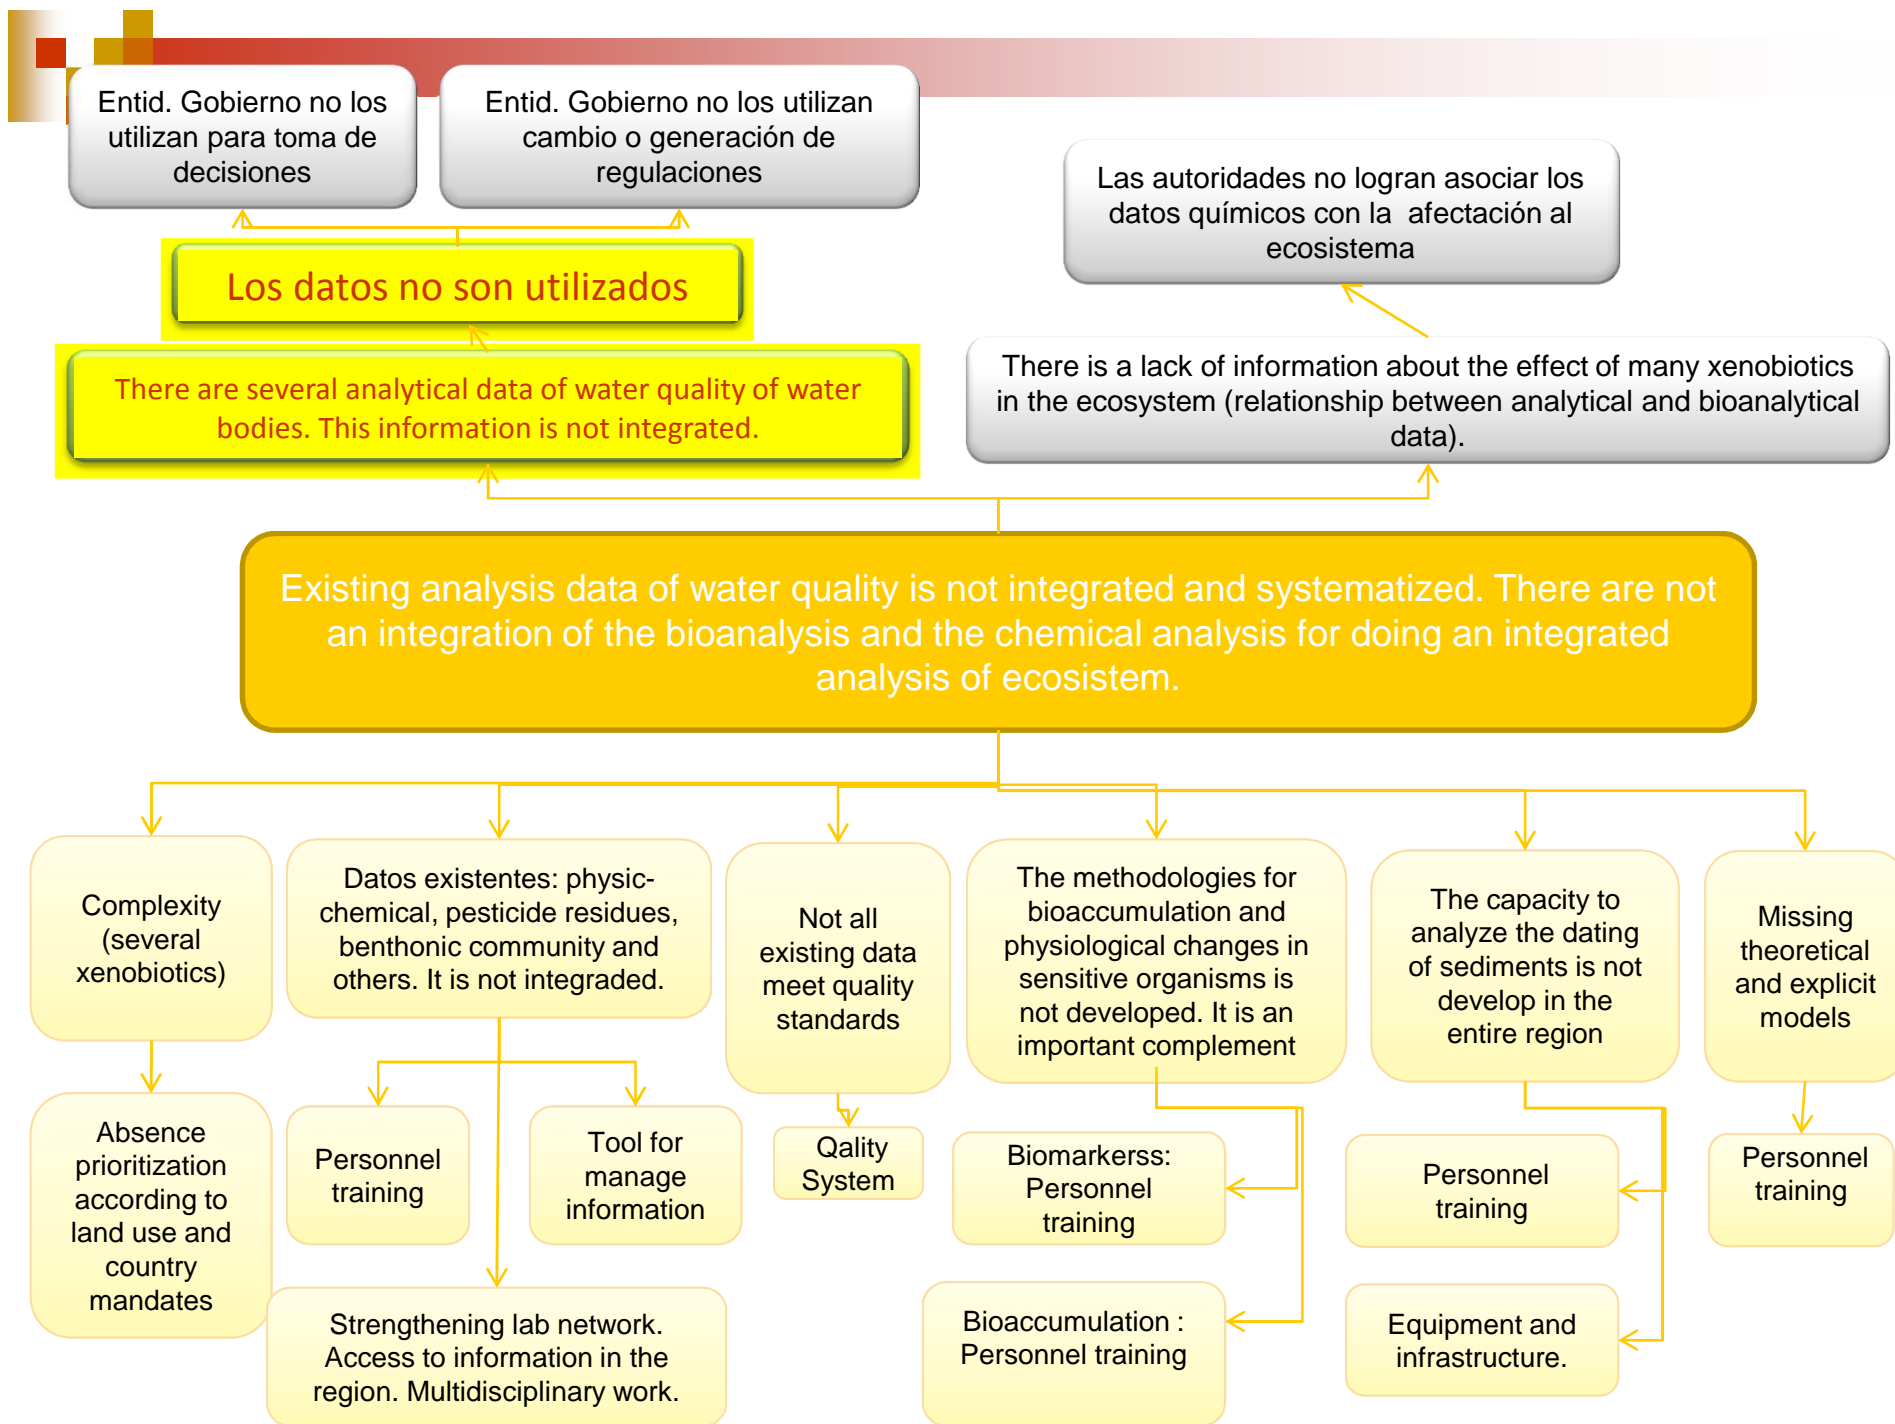 Entid. Gobierno no los
utilizan para toma de
decisiones
Entid. Gobierno no los utilizan
cambio o generación de
regulaciones
Las autoridades no logran asociar los
datos químicos con la afectación al
ecosistema
Los datos no son utilizados
There are several analytical data of water quality of water
bodies. This information is not integrated.
There is a lack of information about the effect of many xenobiotics
in the ecosystem (relationship between analytical and bioanalytical
data).
Existing analysis data of water quality is not integrated and systematized. There are not
an integration of the bioanalysis and the chemical analysis for doing an integrated
analysis of ecosistem.
Complexity
(several
xenobiotics)
Datos existentes: physic-
chemical, pesticide residues,
benthonic community and
others. It is not integraded.
Not all
existing data
meet quality
standards
The methodologies for
bioaccumulation and
physiological changes in
sensitive organisms is
not developed. It is an
important complement
The capacity to
analyze the dating
of sediments is not
develop in the
entire region
Missing
theoretical
and explicit
models
Absence
prioritization
according to
land use and
country
mandates
Personnel
training
Tool for
manage
information
Qality
System
Biomarkerss:
Personnel
training
Personnel
training
Personnel
training
Strengthening lab network.
Access to information in the
region. Multidisciplinary work.
Bioaccumulation :
Personnel training
Equipment and
infrastructure.